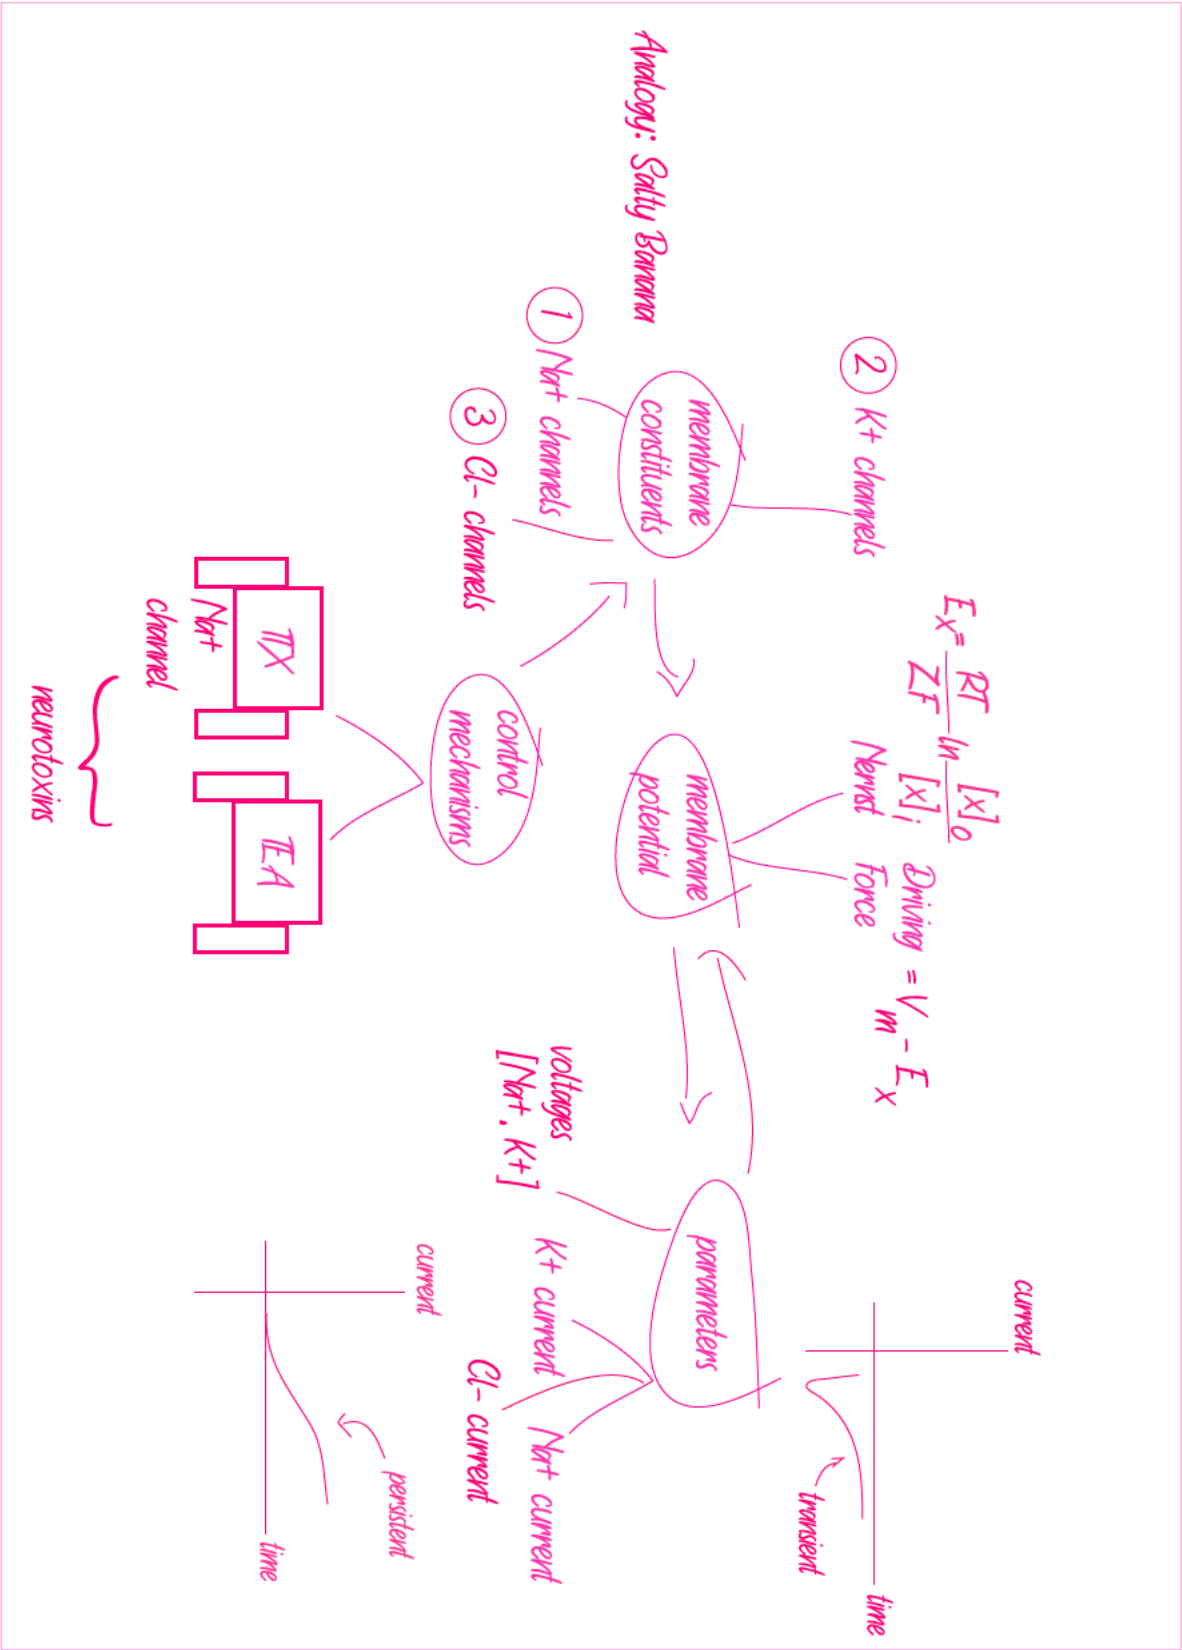 Analogy: Salty Banana
② K+ channels
membrane
constituents
① Na+ channels
③ Cl- channels
Ex = RT/ZF ln [x]o/[x]i
Nernst
Driving = Vm - Ex
Force
membrane
potential
control
mechanisms
TTX
Na+
channel
TEA
neurotoxins
parameters
voltages
[Na+, K+]
K+ current
Cl- current
Na+ current
current
transient
time
current
persistent
time